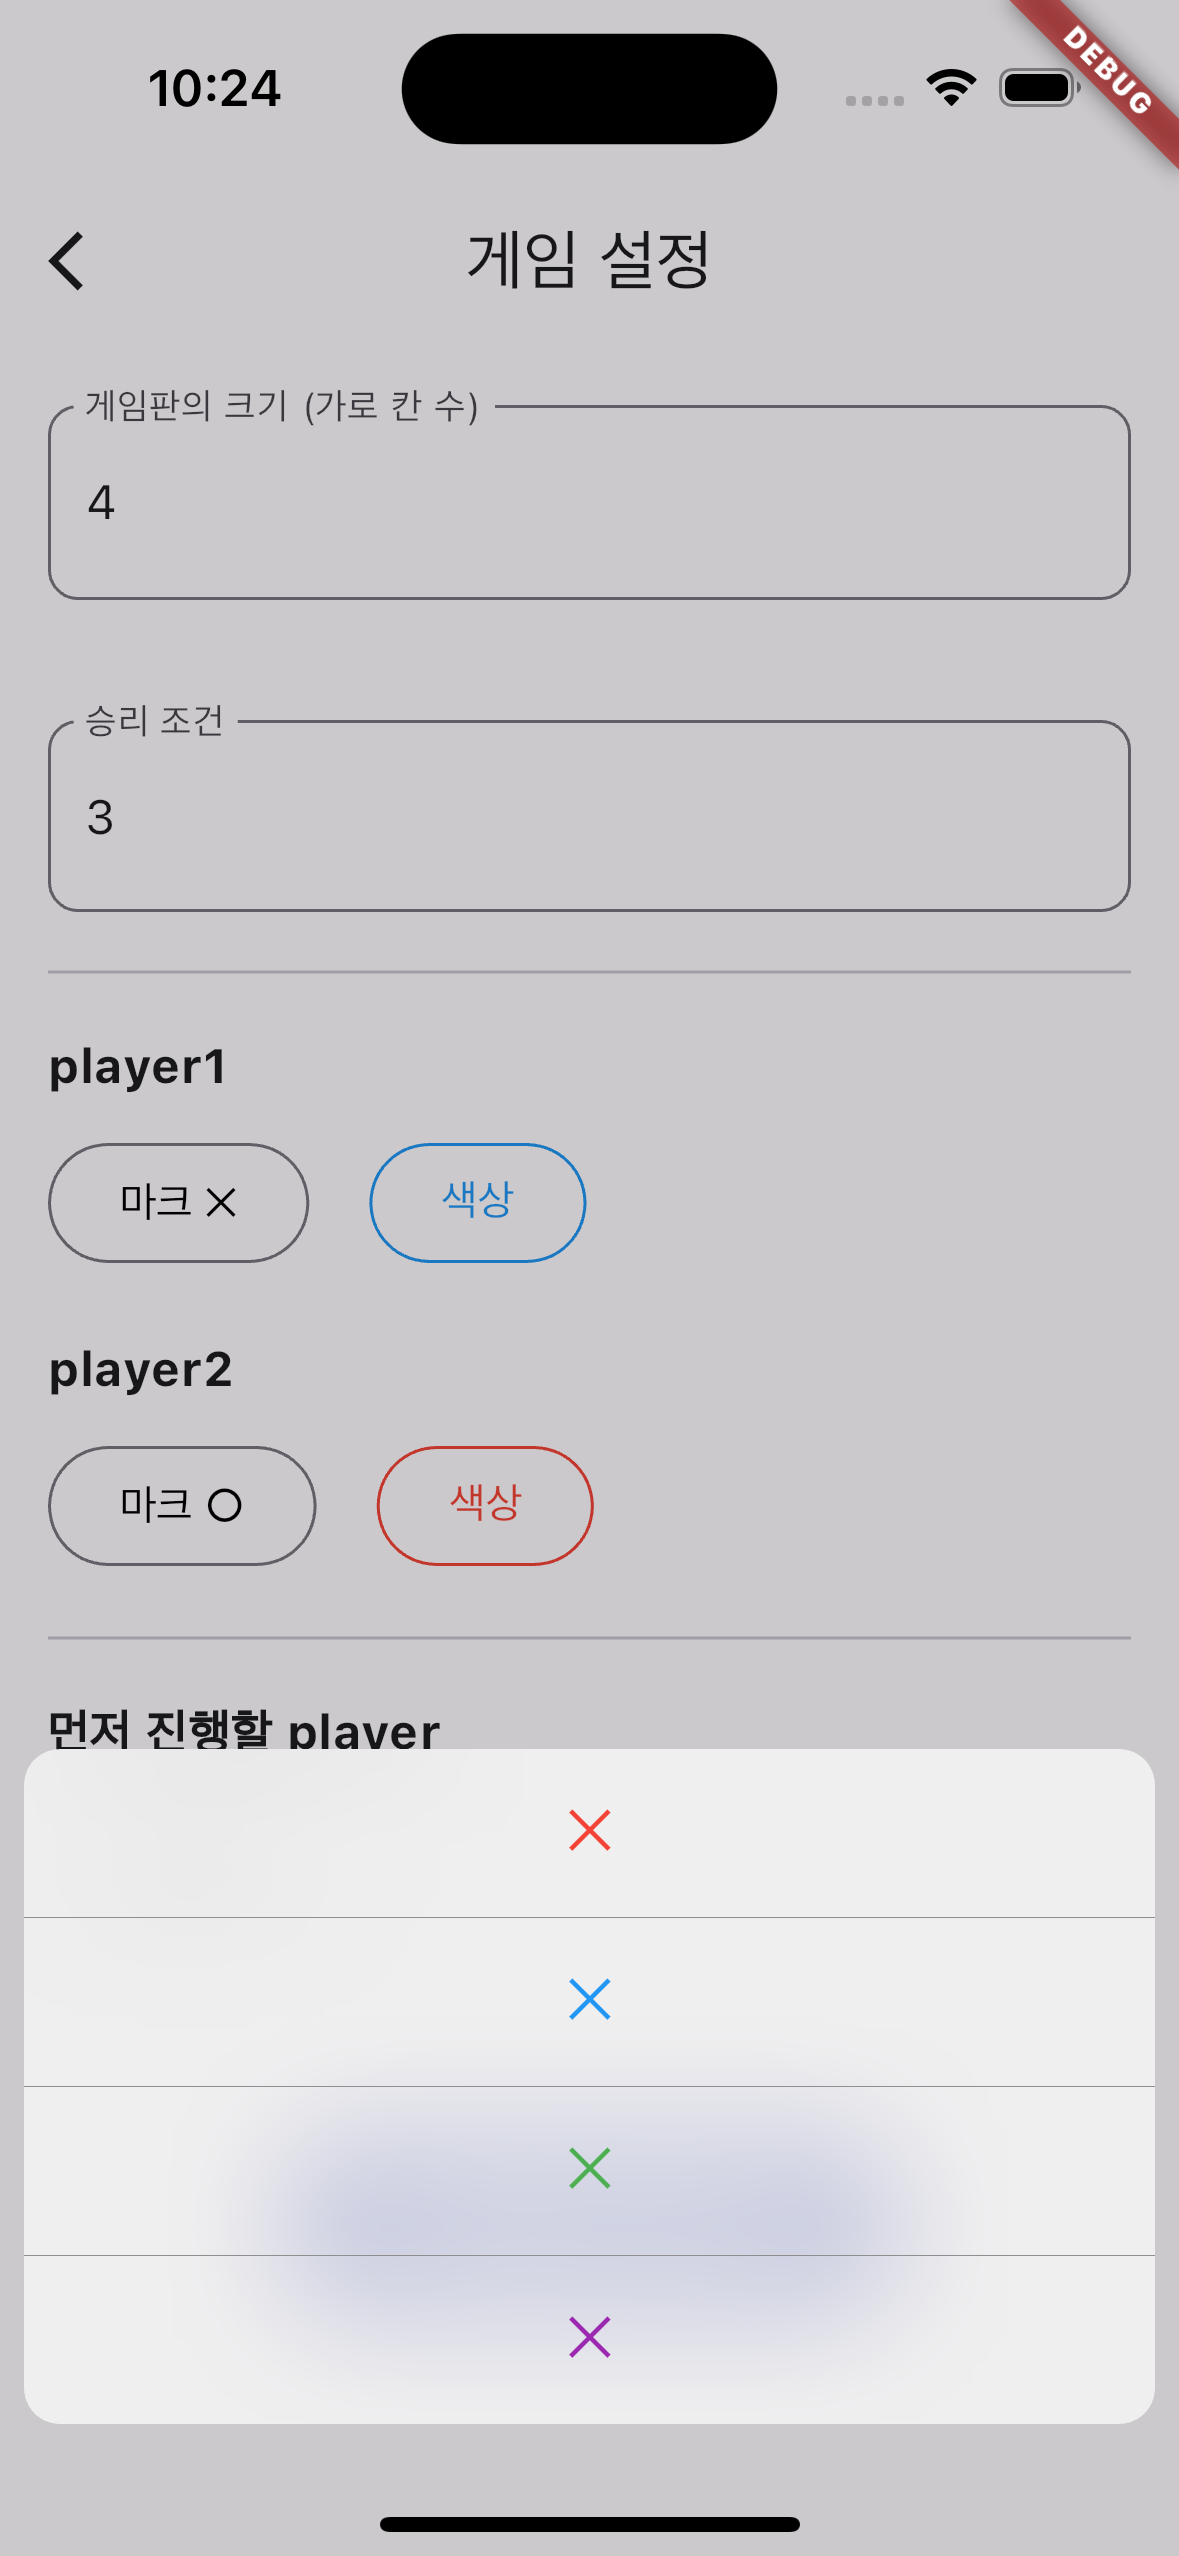 10:24
DEBUG
게임 설정
게임판의 크기 (가로 칸 수)
4
승리 조건
3
player1
마크 ×
색상
player2
마크 ○
색상
먼저 진행할 player